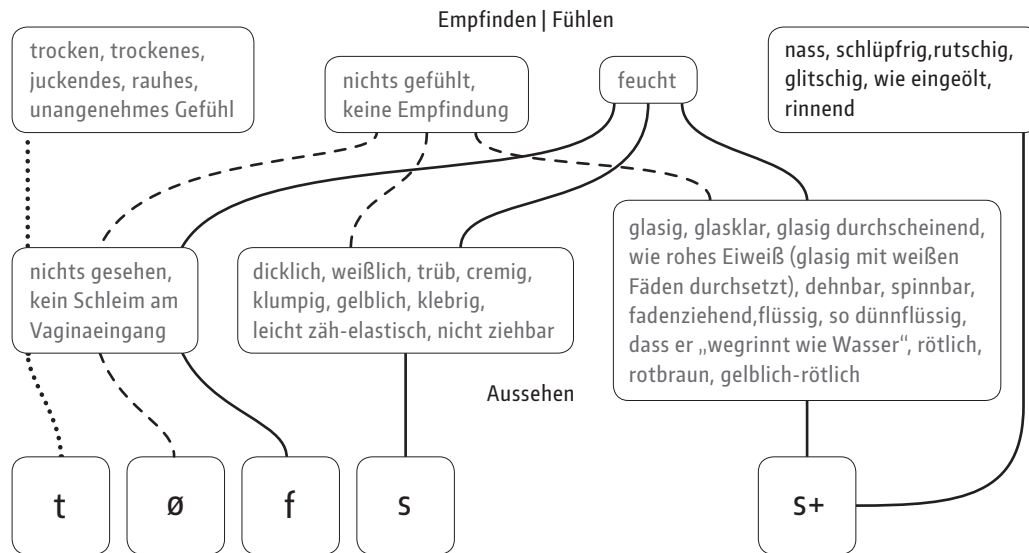 Empfinden | Fühlen
trocken, trockenes,
juckendes, rauhes,
unangenehmes Gefühl
nichts gefühlt,
keine Empfindung
feucht
nass, schlüpfrig,rutschig,
glitschig, wie eingeölt,
rinnend
nichts gesehen,
kein Schleim am
Vaginaeingang
dicklich, weißlich, trüb, cremig,
klumpig, gelblich, klebrig,
leicht zäh-elastisch, nicht ziehbar
glasig, glasklar, glasig durchscheinend,
wie rohes Eiweiß (glasig mit weißen
Fäden durchsetzt), dehnbar, spinnbar,
fadenziehend,flüssig, so dünnflüssig,
dass er „wegrinnt wie Wasser“, rötlich,
rotbraun, gelblich-rötlich
Aussehen
t
ø
f
s
s+